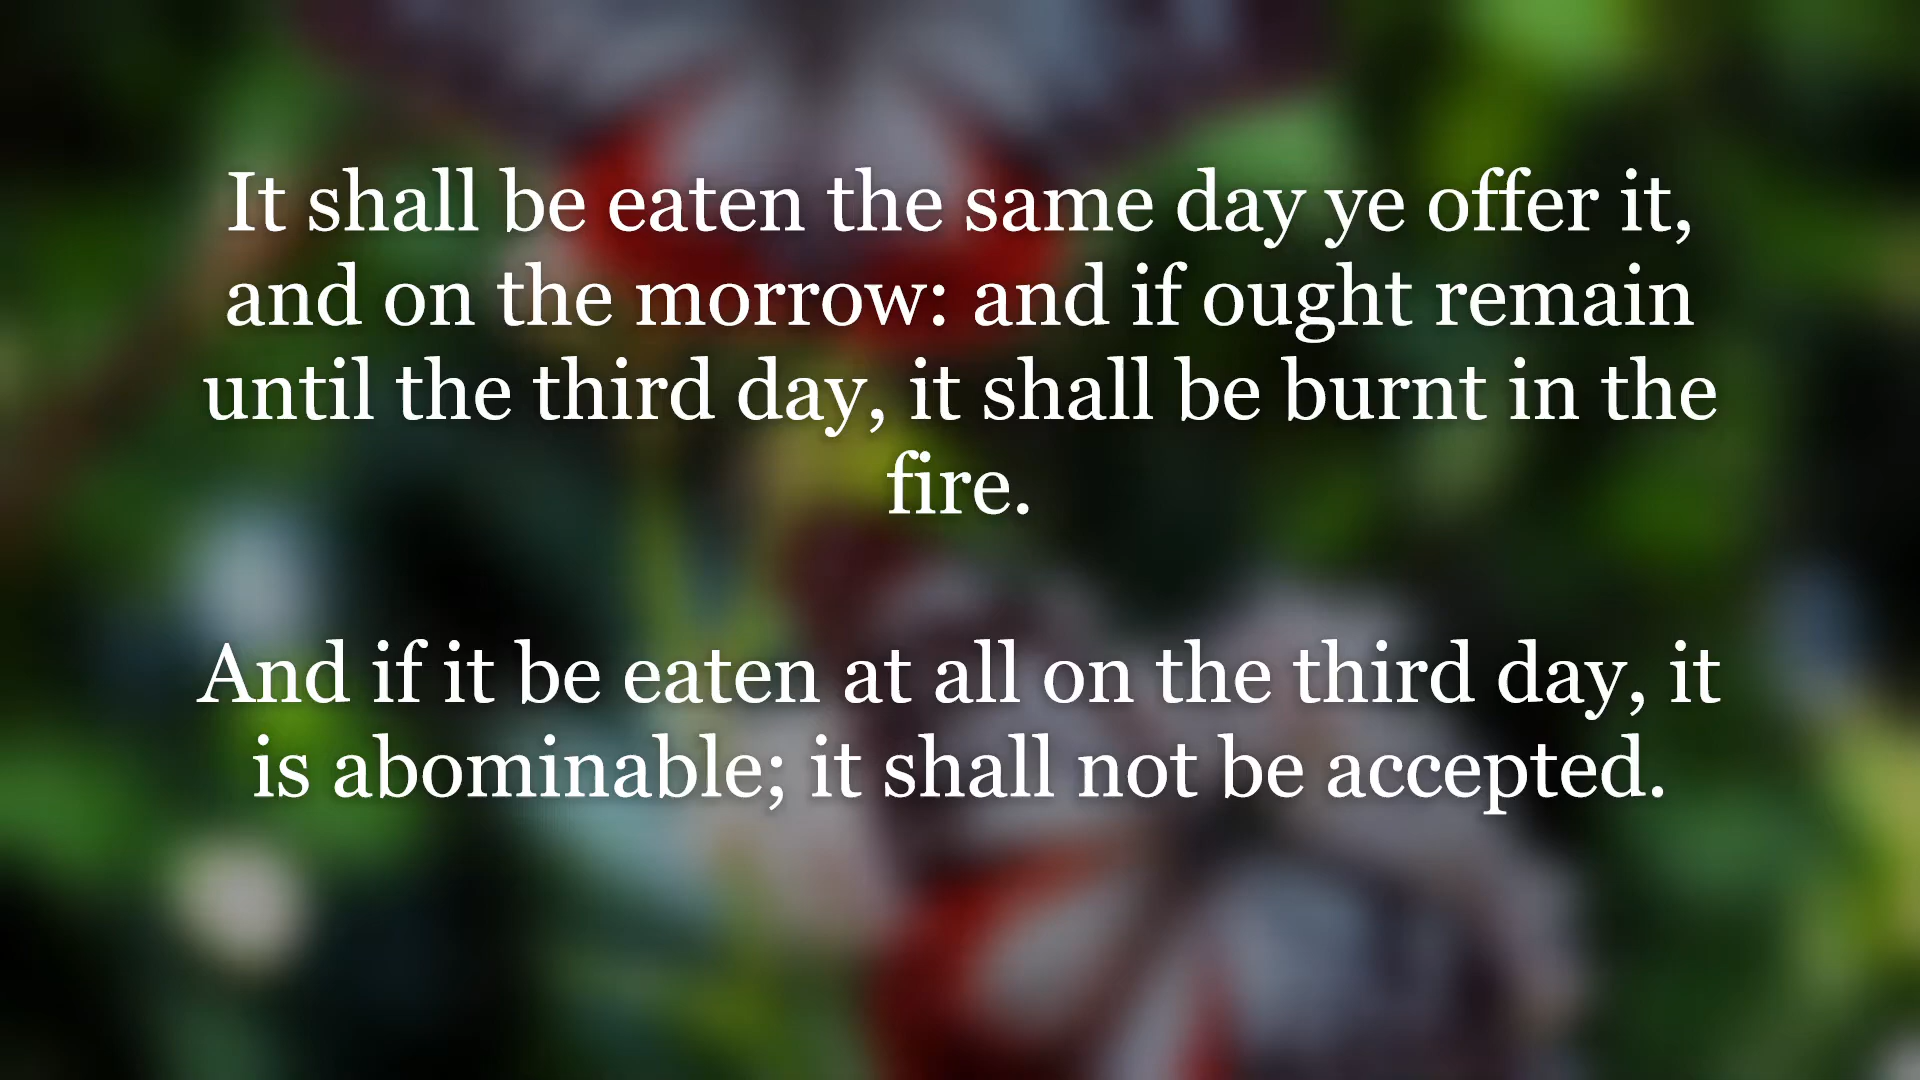 It shall be eaten the same day ye offer it,
and on the morrow: and if ought remain
until the third day, it shall be burnt in the
fire.
And if it be eaten at all on the third day, it
is abominable; it shall not be accepted.